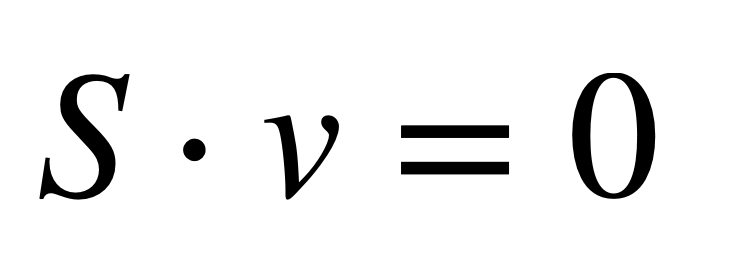 S · v = 0